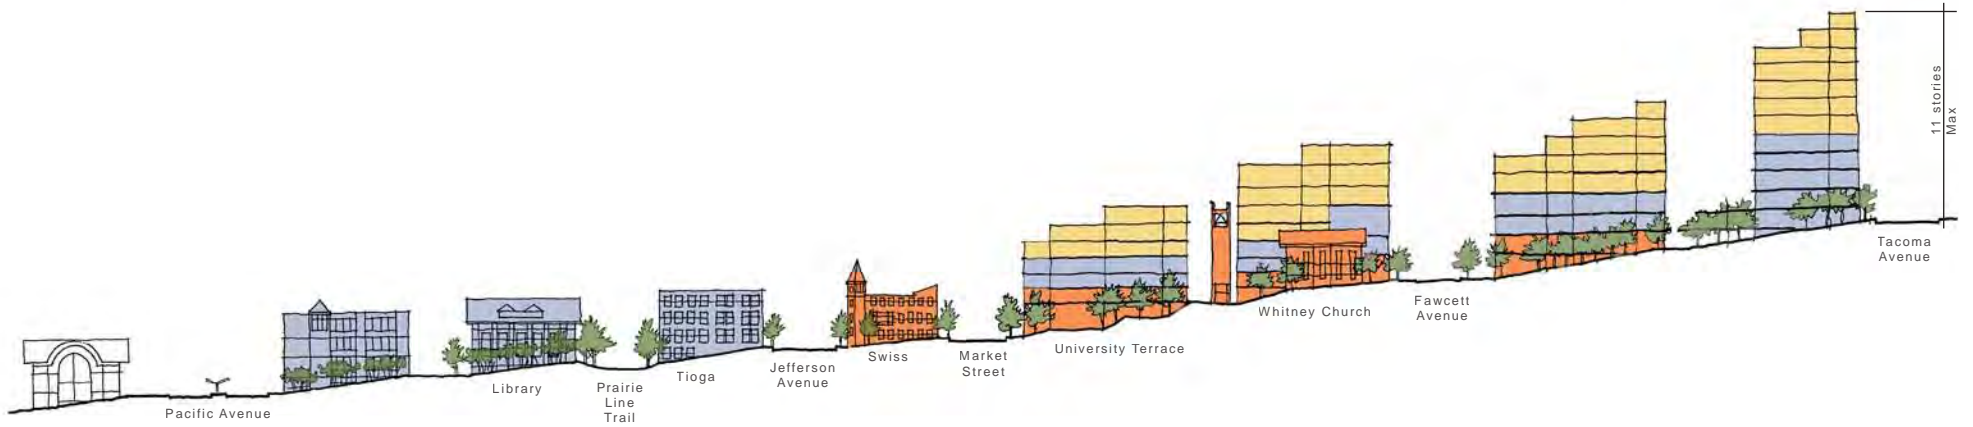 Pacific Avenue
Library
Prairie
Line
Trail
Tioga
Jefferson
Avenue
Swiss
Market
Street
University Terrace
Whitney Church
Fawcett
Avenue
Tacoma
Avenue
11 stories
Max